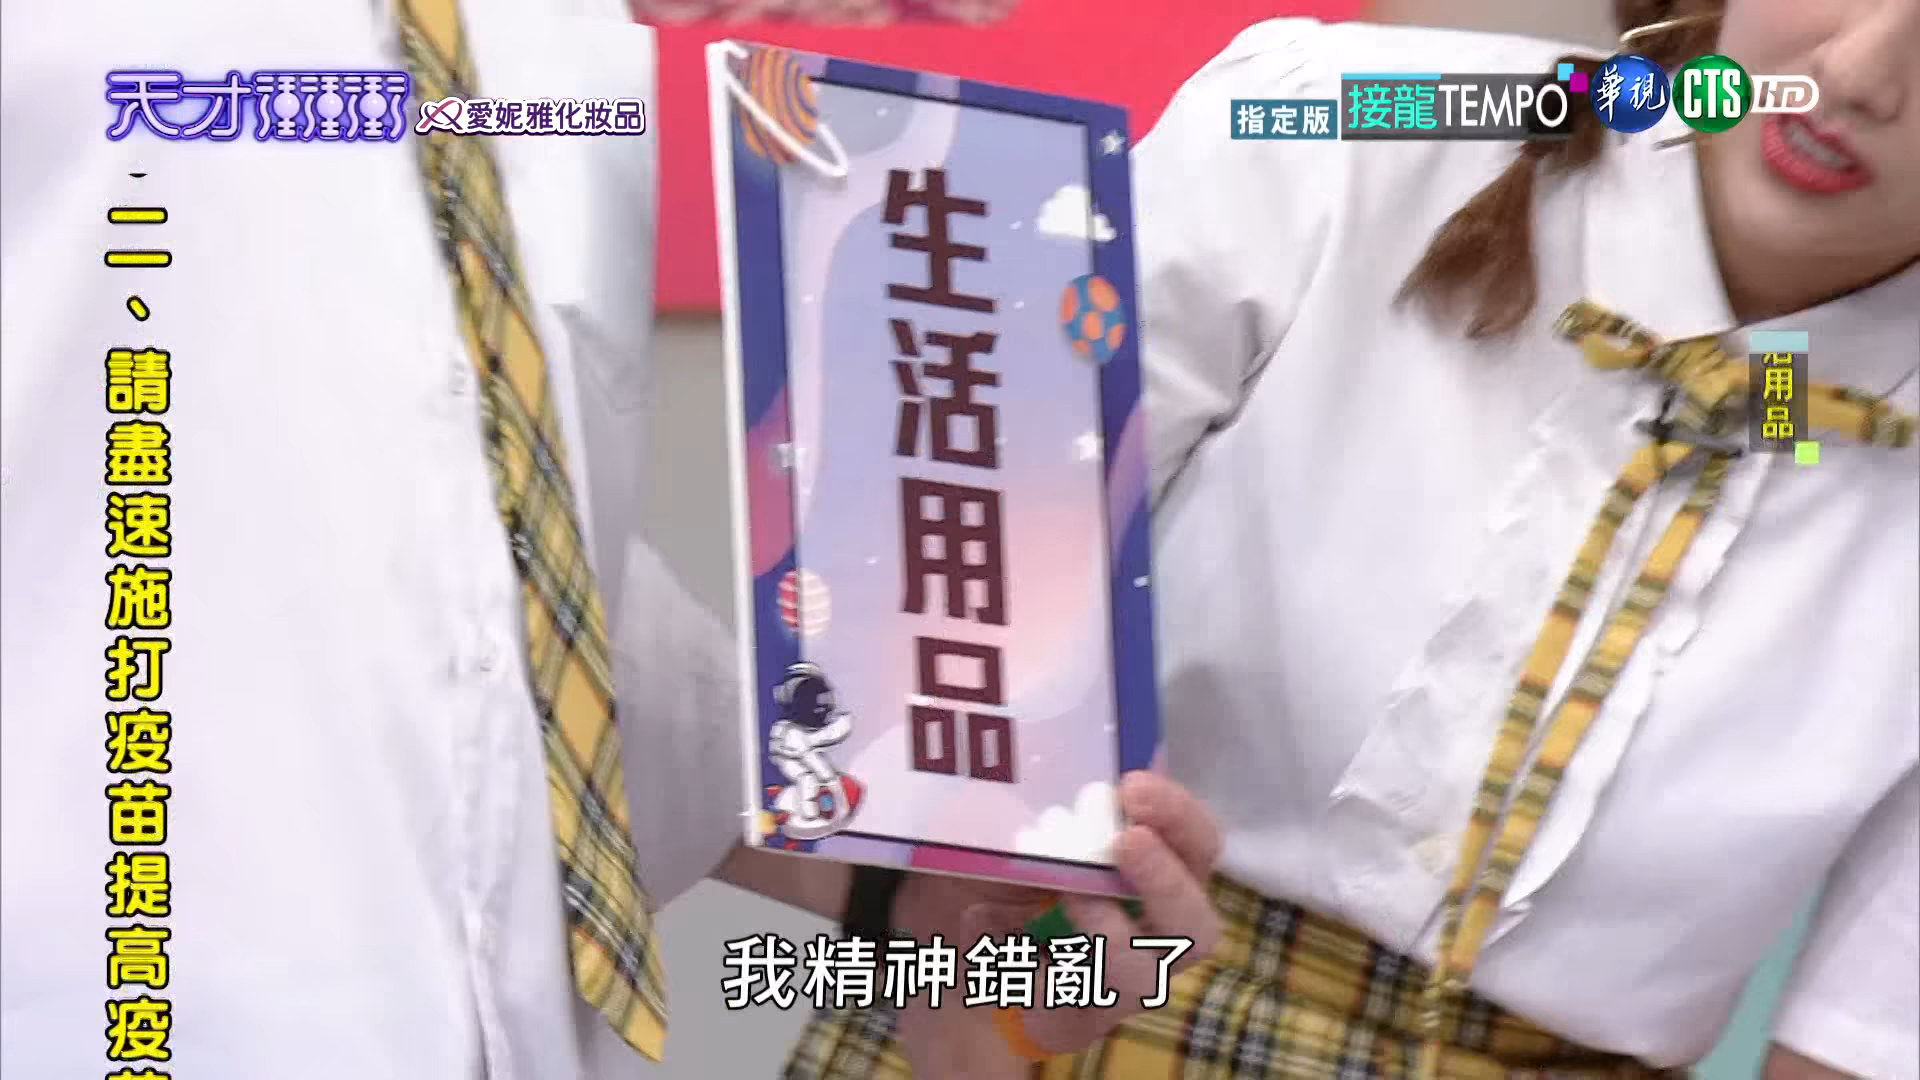 天才衝衝衝
愛妮雅化妝品
指定版
接龍TEMPO
華視
CTS HD
二、請盡速施打疫苗提高疫
生活用品
活用品
我精神錯亂了